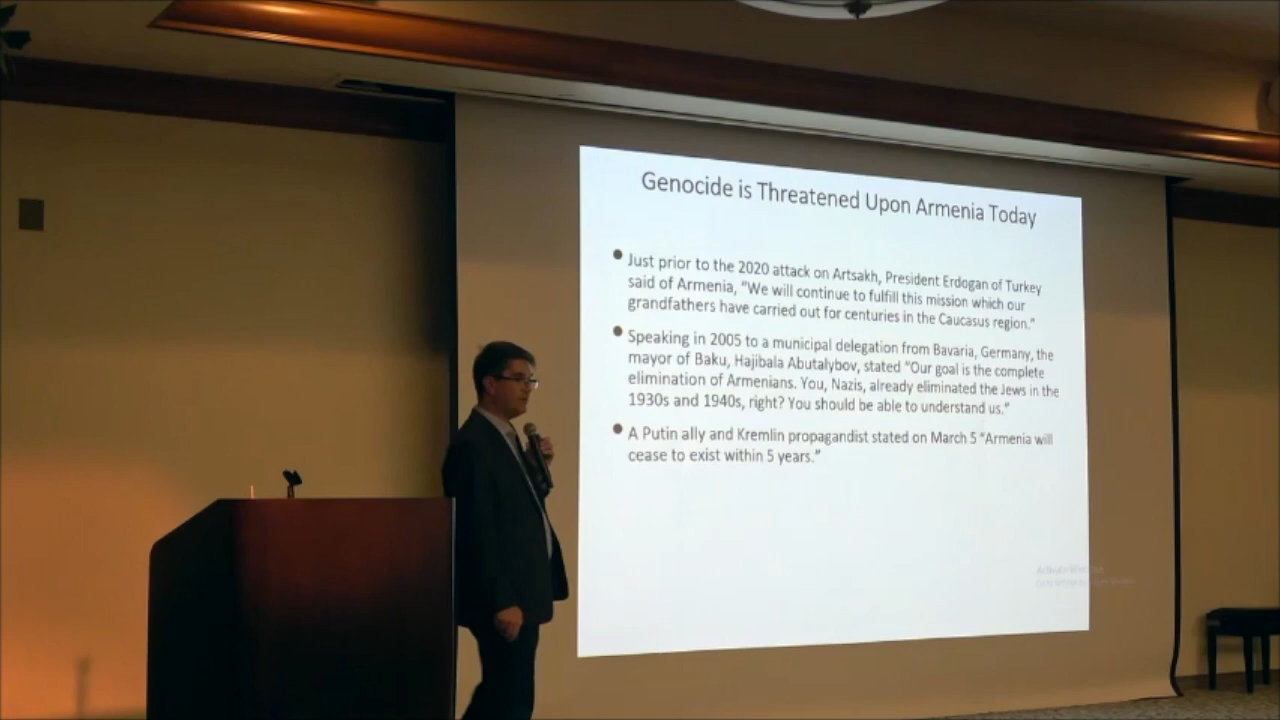 Genocide is Threatened Upon Armenia Today
• Just prior to the 2020 attack on Artsakh, President Erdogan of Turkey
said of Armenia, “We will continue to fulfill this mission which our
grandfathers have carried out for centuries in the Caucasus region.”
• Speaking in 2005 to a municipal delegation from Bavaria, Germany, the
mayor of Baku, Hajibala Abutalybov, stated “Our goal is the complete
elimination of Armenians. You, Nazis, already eliminated the Jews in the
1930s and 1940s, right? You should be able to understand us.”
• A Putin ally and Kremlin propagandist stated on March 5 “Armenia will
cease to exist within 5 years.”